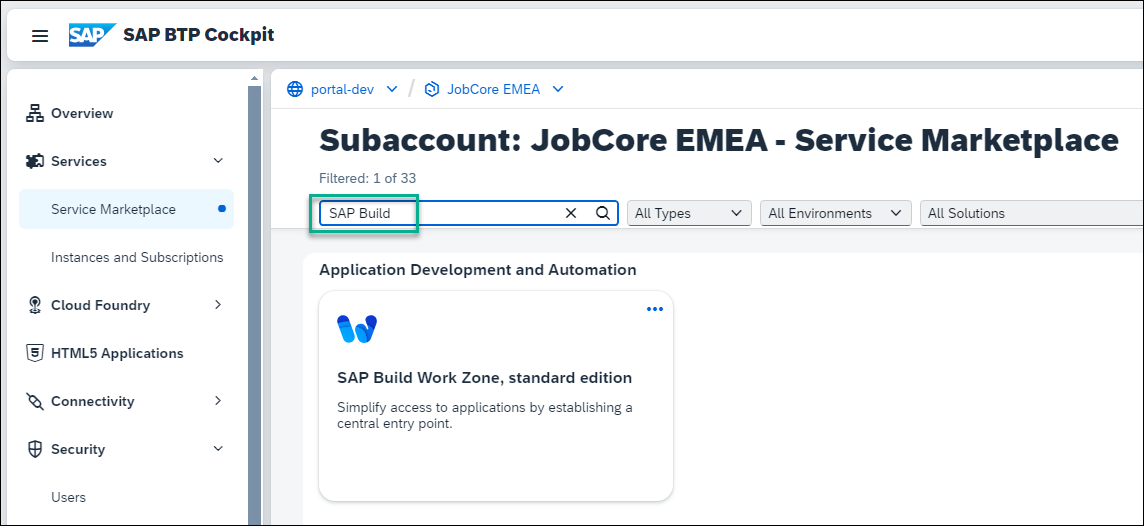 SAP SAP BTP Cockpit
Overview
Services
Service Marketplace
Instances and Subscriptions
Cloud Foundry
HTML5 Applications
Connectivity
Security
Users
portal-dev / JobCore EMEA
Subaccount: JobCore EMEA - Service Marketplace
Filtered: 1 of 33
SAP Build All Types All Environments All Solutions
Application Development and Automation
SAP Build Work Zone, standard edition
Simplify access to applications by establishing a
central entry point.